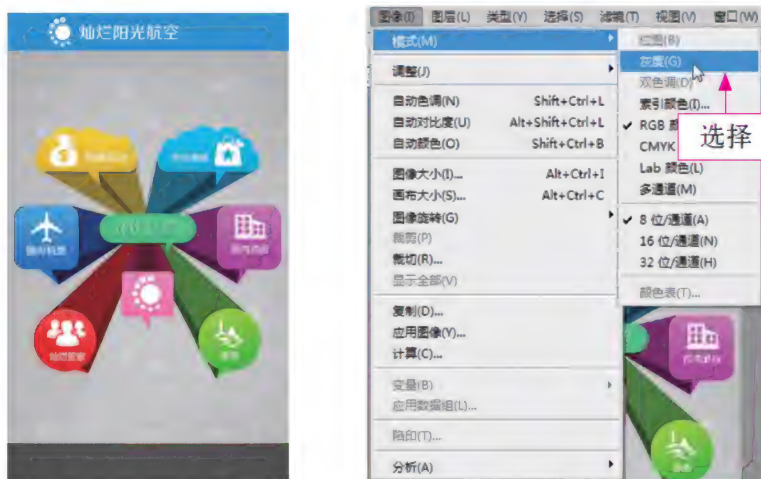 灿烂阳光航空
灿烂管家
图像(I) 图层(L) 类型(Y) 选择(S) 滤镜(T) 视图(V) 窗口(W)
模式(M)
调整(J)
自动色调(N) Shift+Ctrl+L
自动对比度(U) Alt+Shift+Ctrl+L
自动颜色(O) Shift+Ctrl+B
图像大小(I)... Alt+Ctrl+I
画布大小(S)... Alt+Ctrl+C
图像旋转(G)
裁剪(P)
裁切(R)...
显示全部(V)
复制(D)...
应用图像(Y)...
计算(C)...
变量(B)
应用数据组(L)...
陷印(T)...
分析(A)
位图(B)
灰度(G)
双色调(D)
索引颜色(I)...
RGB 颜
CMYK
Lab 颜色(L)
多通道(M)
8 位/通道(A)
16 位/通道(N)
32 位/通道(H)
颜色表(T)...
选择